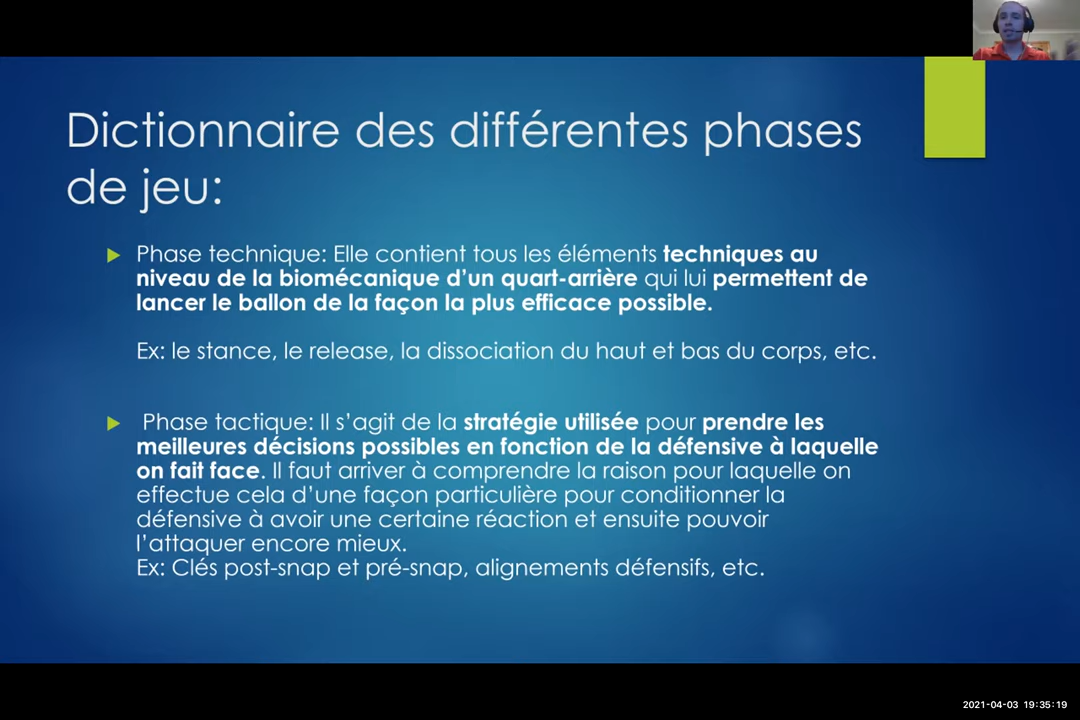 Dictionnaire des différentes phases
de jeu:
Phase technique: Elle contient tous les éléments techniques au
niveau de la biomécanique d’un quart-arrière qui lui permettent de
lancer le ballon de la façon la plus efficace possible.
Ex: le stance, le release, la dissociation du haut et bas du corps, etc.
Phase tactique: Il s’agit de la stratégie utilisée pour prendre les
meilleures décisions possibles en fonction de la défensive à laquelle
on fait face. Il faut arriver à comprendre la raison pour laquelle on
effectue cela d’une façon particulière pour conditionner la
défensive à avoir une certaine réaction et ensuite pouvoir
l’attaquer encore mieux.
Ex: Clés post-snap et pré-snap, alignements défensifs, etc.
2021-04-03 19:35:19